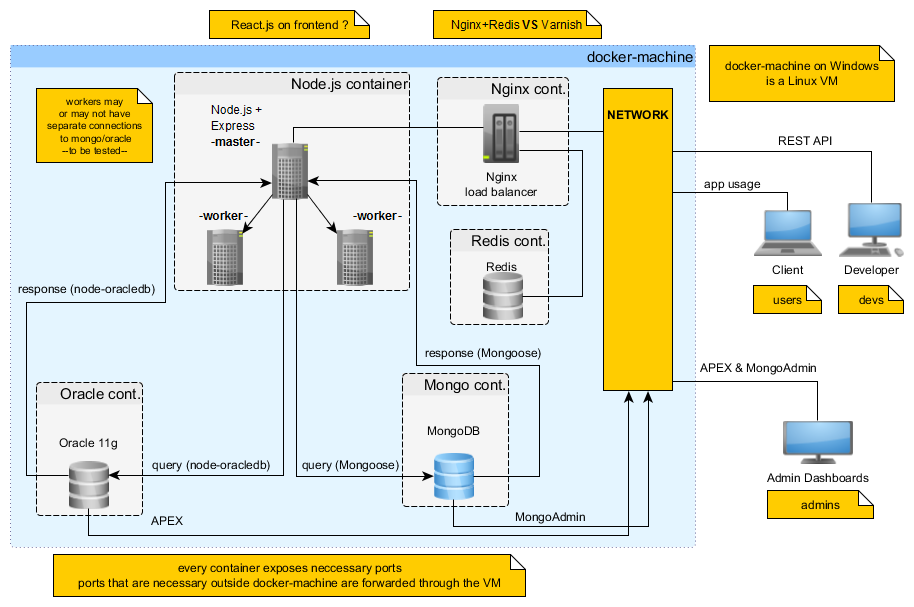 React.js on frontend ?
Nginx+Redis VS Varnish
docker-machine
docker-machine on Windows
is a Linux VM
workers may
or may not have
separate connections
to mongo/oracle
--to be tested--
Node.js container
Node.js +
Express
-master-
-worker-
-worker-
Nginx cont.
Nginx
load balancer
NETWORK
REST API
app usage
Client
users
Developer
devs
Redis cont.
Redis
response (node-oracledb)
response (Mongoose)
APEX & MongoAdmin
Oracle cont.
Oracle 11g
Mongo cont.
MongoDB
query (node-oracledb)
query (Mongoose)
Admin Dashboards
admins
APEX
MongoAdmin
every container exposes neccessary ports
ports that are necessary outside docker-machine are forwarded through the VM